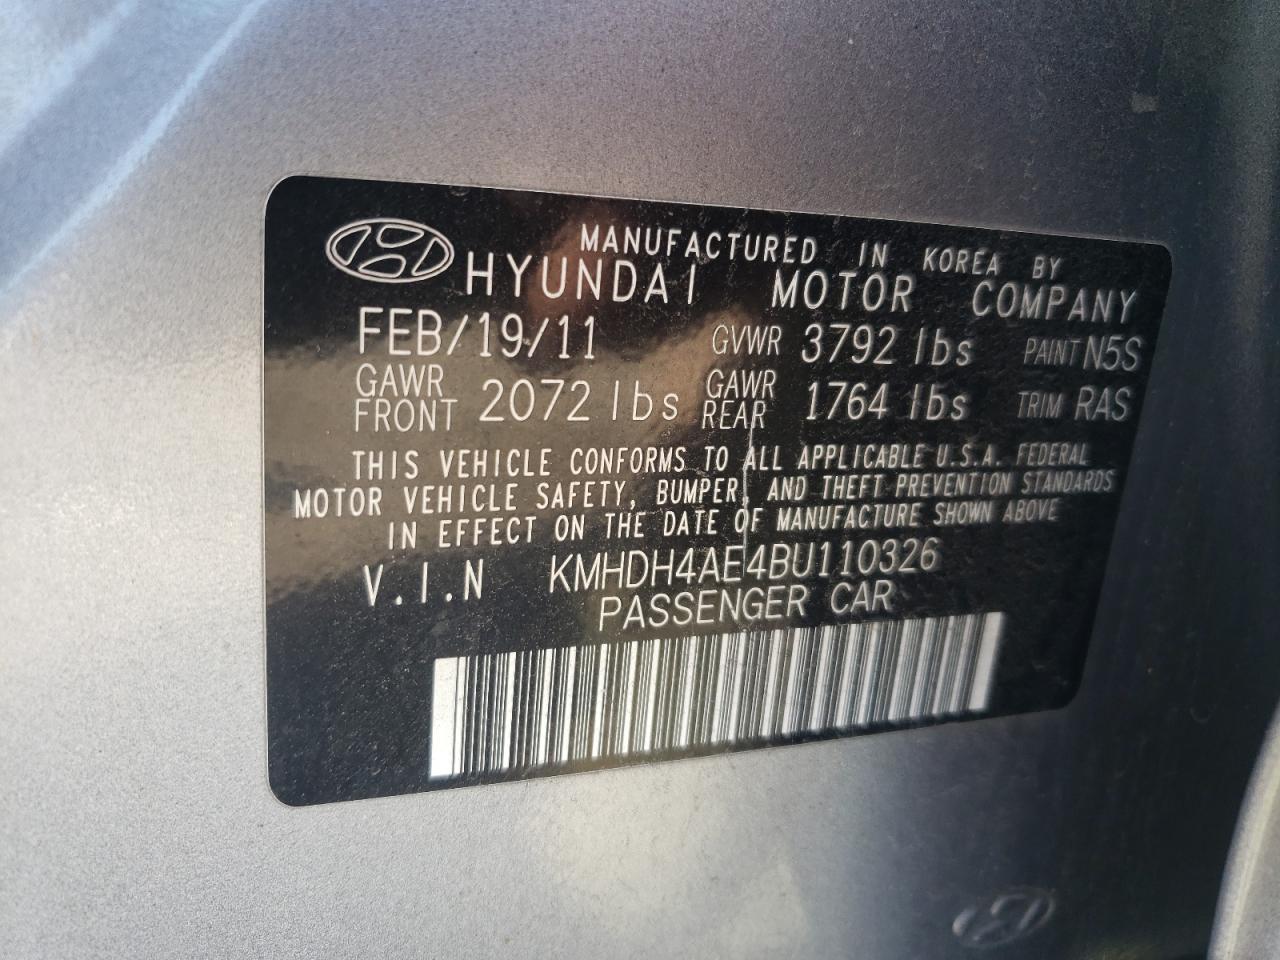 MANUFACTURED IN KOREA BY
HYUNDAI MOTOR COMPANY
FEB/19/11 GVWR 3792 lbs PAINT N5S
GAWR FRONT 2072 lbs GAWR REAR 1764 lbs TRIM RAS
THIS VEHICLE CONFORMS TO ALL APPLICABLE U.S.A. FEDERAL
MOTOR VEHICLE SAFETY, BUMPER, AND THEFT PREVENTION STANDARDS
IN EFFECT ON THE DATE OF MANUFACTURE SHOWN ABOVE
V.I.N KMHDH4AE4BU110326
PASSENGER CAR